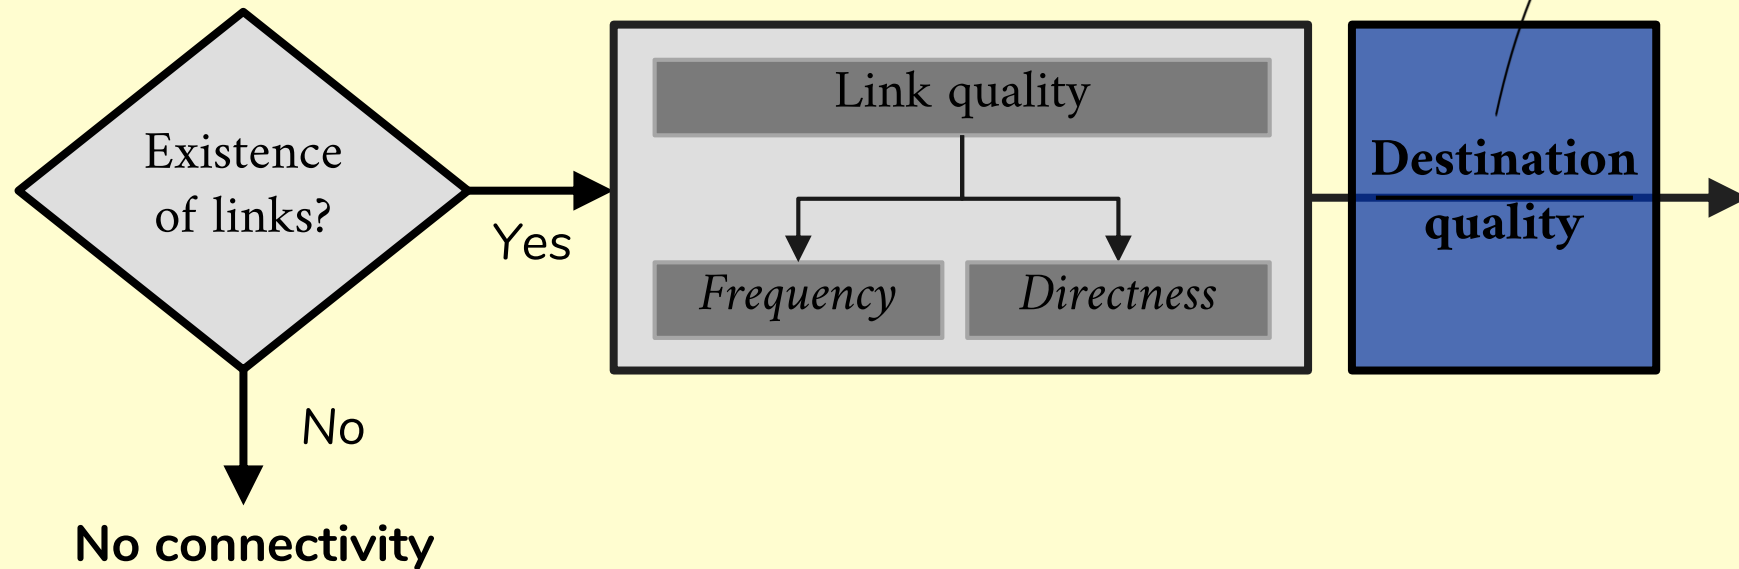 Existence
of links?
Yes
No
No connectivity
Link quality
Frequency
Directness
Destination
quality